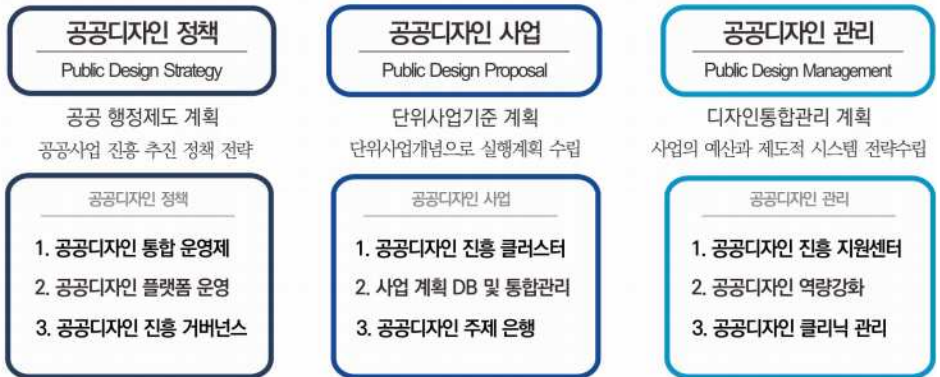 공공디자인 정책
Public Design Strategy
공공 행정제도 계획
공공사업 진흥 추진 정책 전략
공공디자인 정책
1. 공공디자인 통합 운영제
2. 공공디자인 플랫폼 운영
3. 공공디자인 진흥 거버넌스
공공디자인 사업
Public Design Proposal
단위사업기준 계획
단위사업개념으로 실행계획 수립
공공디자인 사업
1. 공공디자인 진흥 클러스터
2. 사업 계획 DB 및 통합관리
3. 공공디자인 주제 은행
공공디자인 관리
Public Design Management
디자인통합관리 계획
사업의 예산과 제도적 시스템 전략수립
공공디자인 관리
1. 공공디자인 진흥 지원센터
2. 공공디자인 역량강화
3. 공공디자인 클리닉 관리